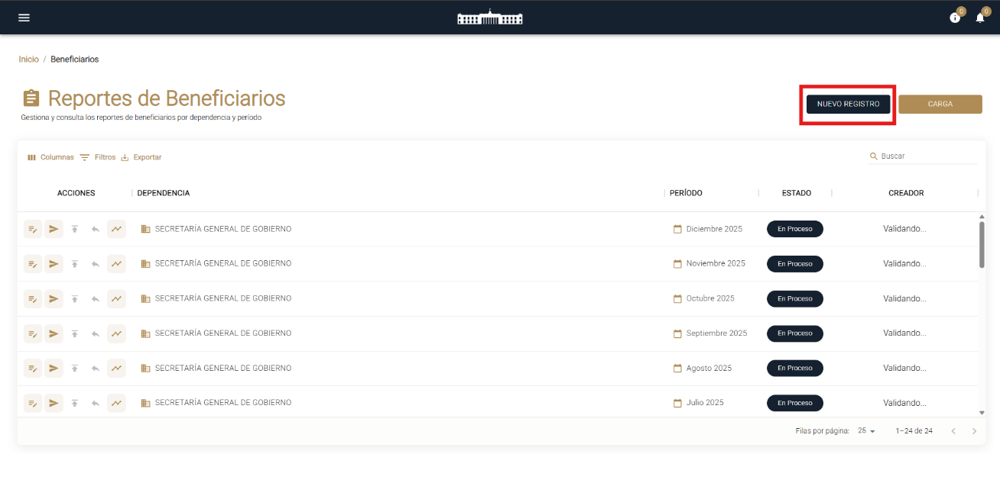 0 0
Inicio / Beneficiarios
Reportes de Beneficiarios
NUEVO REGISTRO CARGA
Gestiona y consulta los reportes de beneficiarios por dependencia y período
Columnas Filtros Exportar Buscar
ACCIONES DEPENDENCIA PERÍODO ESTADO CREADOR
SECRETARÍA GENERAL DE GOBIERNO Diciembre 2025 En Proceso Validando...
SECRETARÍA GENERAL DE GOBIERNO Noviembre 2025 En Proceso Validando...
SECRETARÍA GENERAL DE GOBIERNO Octubre 2025 En Proceso Validando...
SECRETARÍA GENERAL DE GOBIERNO Septiembre 2025 En Proceso Validando...
SECRETARÍA GENERAL DE GOBIERNO Agosto 2025 En Proceso Validando...
SECRETARÍA GENERAL DE GOBIERNO Julio 2025 En Proceso Validando...
Filas por página: 25 1–24 de 24